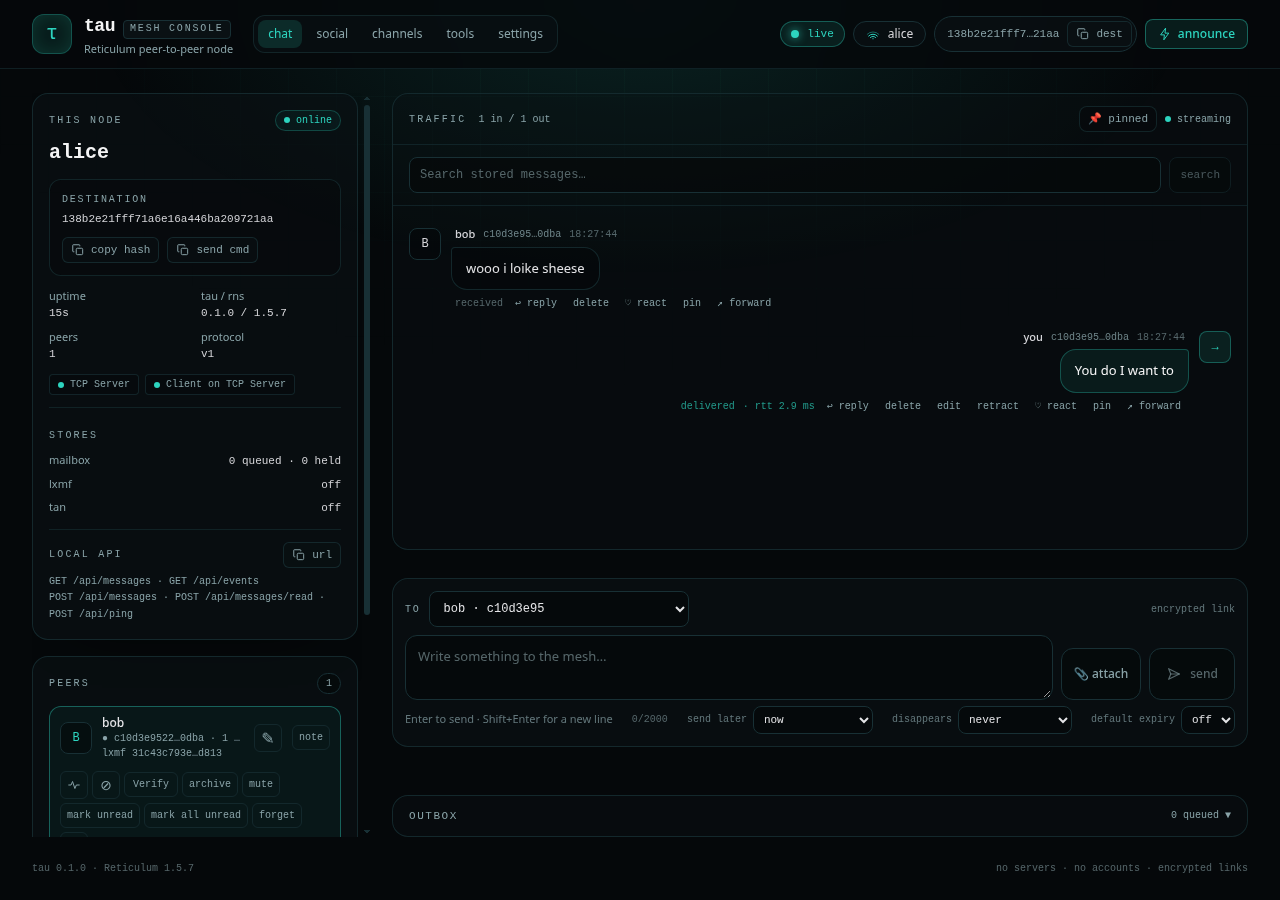 τ
tau MESH CONSOLE
Reticulum peer-to-peer node
chat social channels tools settings
live alice 138b2e21fff7…21aa dest announce
THIS NODE online
alice
DESTINATION
138b2e21fff71a6e16a446ba209721aa
copy hash send cmd
uptime tau / rns
15s 0.1.0 / 1.5.7
peers protocol
1 v1
TCP Server Client on TCP Server
STORES
mailbox 0 queued · 0 held
lxmf off
tan off
LOCAL API url
GET /api/messages · GET /api/events
POST /api/messages · POST /api/messages/read ·
POST /api/ping
PEERS 1
B bob
● c10d3e9522…0dba · 1 … ✎ note
lxmf 31c43c793e…d813
⊘ Verify archive mute
mark unread mark all unread forget
TRAFFIC 1 in / 1 out 📌 pinned streaming
Search stored messages… search
B bob c10d3e95…0dba 18:27:44
wooo i loike sheese
received ↩ reply delete ♡ react pin ↗ forward
you c10d3e95…0dba 18:27:44 →
You do I want to
delivered · rtt 2.9 ms ↩ reply delete edit retract ♡ react pin ↗ forward
TO bob · c10d3e95 encrypted link
Write something to the mesh…
📎 attach send
Enter to send · Shift+Enter for a new line 0/2000 send later now disappears never default expiry off
OUTBOX 0 queued ▼
tau 0.1.0 · Reticulum 1.5.7 no servers · no accounts · encrypted links